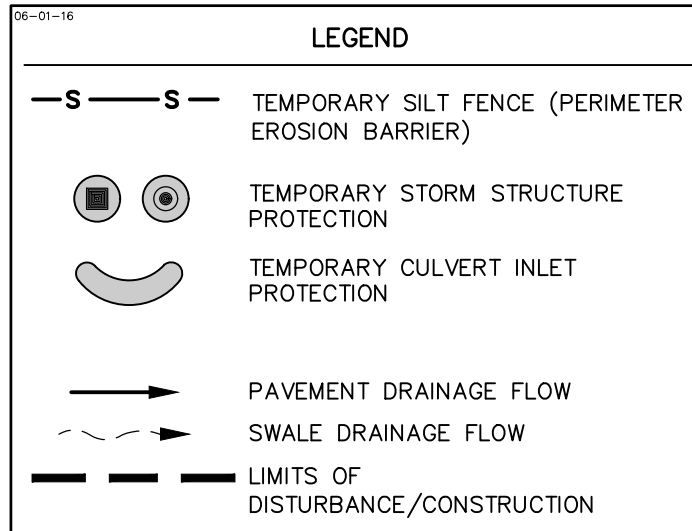 06-01-16
LEGEND
S S TEMPORARY SILT FENCE (PERIMETER
EROSION BARRIER)
TEMPORARY STORM STRUCTURE
PROTECTION
TEMPORARY CULVERT INLET
PROTECTION
PAVEMENT DRAINAGE FLOW
SWALE DRAINAGE FLOW
LIMITS OF
DISTURBANCE/CONSTRUCTION